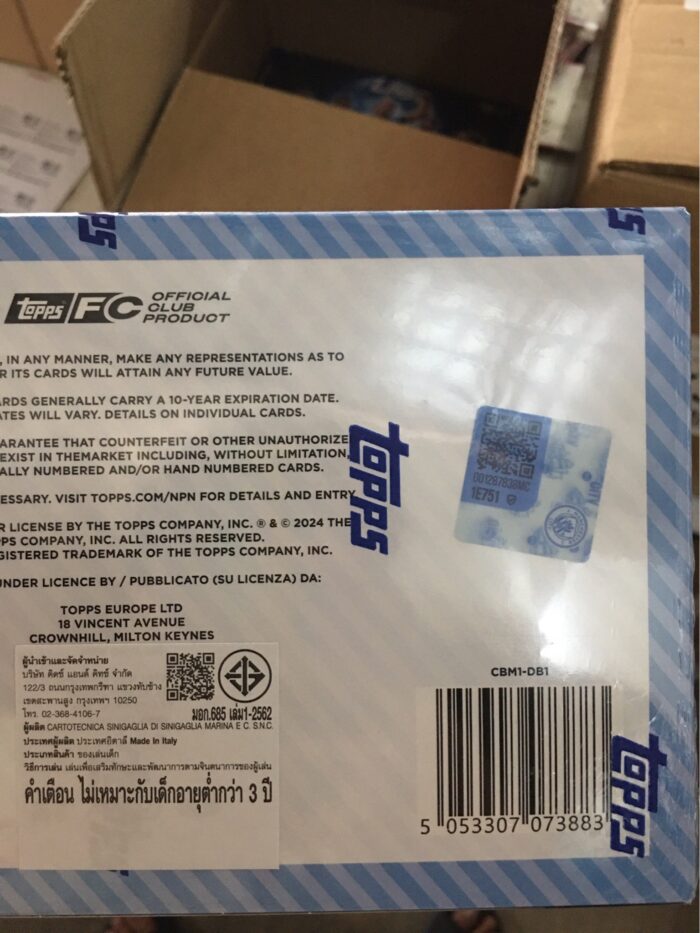 topps FC OFFICIAL
CLUB
PRODUCT
, IN ANY MANNER, MAKE ANY REPRESENTATIONS AS TO
R ITS CARDS WILL ATTAIN ANY FUTURE VALUE.
RDS GENERALLY CARRY A 10-YEAR EXPIRATION DATE.
TES WILL VARY. DETAILS ON INDIVIDUAL CARDS.
ARANTEE THAT COUNTERFEIT OR OTHER UNAUTHORIZE
EXIST IN THEMARKET INCLUDING, WITHOUT LIMITATION,
ALLY NUMBERED AND/OR HAND NUMBERED CARDS.
ESSARY. VISIT TOPPS.COM/NPN FOR DETAILS AND ENTRY
R LICENSE BY THE TOPPS COMPANY, INC. ® & © 2024 THE
PS COMPANY, INC. ALL RIGHTS RESERVED.
GISTERED TRADEMARK OF THE TOPPS COMPANY, INC.
UNDER LICENCE BY / PUBBLICATO (SU LICENZA) DA:
TOPPS EUROPE LTD
18 VINCENT AVENUE
CROWNHILL, MILTON KEYNES
topps
1E751
ผู้นำเข้าและจัดจำหน่าย
บริษัท คิดซ์ แอนด์ คิทซ์ จำกัด
122/3 ถนนกรุงเทพกรีฑา แขวงทับช้าง
เขตสะพานสูง กรุงเทพฯ 10250
โทร. 02-368-4106-7
มอก.685 เล่ม1-2562
ผู้ผลิต CARTOTECNICA SINIGAGLIA DI SINIGAGLIA MARINA E C. S.N.C.
ประเทศผู้ผลิต ประเทศอิตาลี Made In Italy
ประเภทสินค้า ของเล่นเด็ก
วิธีการเล่น เล่นเพื่อเสริมทักษะและพัฒนาการตามจินตนาการของผู้เล่น
คำเตือน ไม่เหมาะกับเด็กอายุต่ำกว่า 3 ปี
CBM1-DB1
5 053307 073883
topps